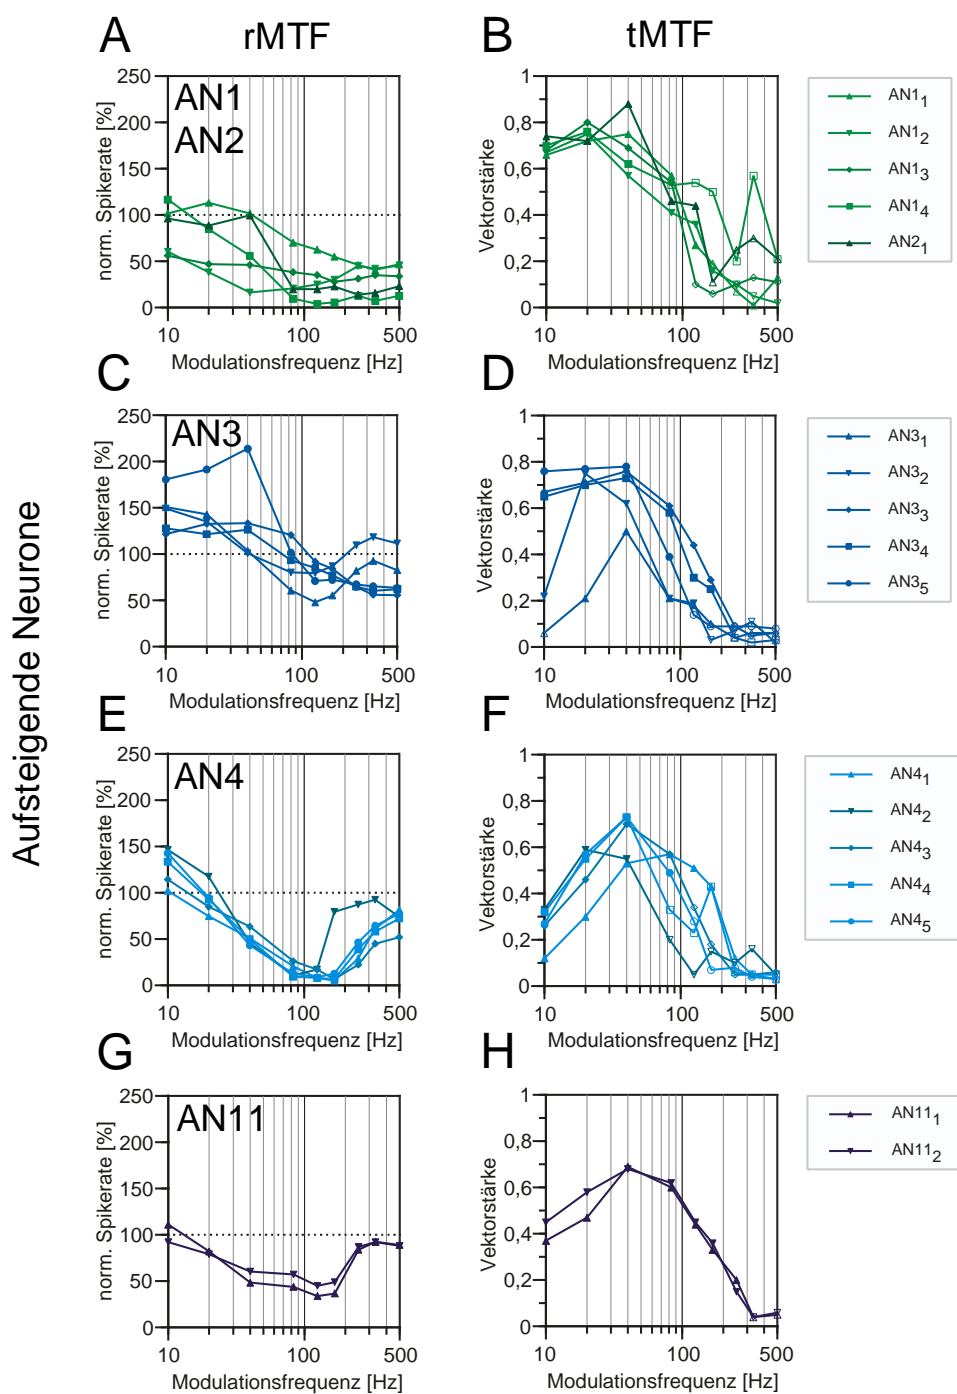 Aufsteigende Neurone
A
rMTF
B
tMTF
AN1
AN2
norm. Spikerate [%]
250
200
150
100
50
0
10
100
500
Modulationsfrequenz [Hz]
Vektorstärke
1
0,8
0,6
0,4
0,2
0
10
100
500
Modulationsfrequenz [Hz]
AN1₁
AN1₂
AN1₃
AN1₄
AN2₁
C
D
AN3
norm. Spikerate [%]
250
200
150
100
50
0
10
100
500
Modulationsfrequenz [Hz]
Vektorstärke
1
0,8
0,6
0,4
0,2
0
10
100
500
Modulationsfrequenz [Hz]
AN3₁
AN3₂
AN3₃
AN3₄
AN3₅
E
F
AN4
norm. Spikerate [%]
250
200
150
100
50
0
10
100
500
Modulationsfrequenz [Hz]
Vektorstärke
1
0,8
0,6
0,4
0,2
0
10
100
500
Modulationsfrequenz [Hz]
AN4₁
AN4₂
AN4₃
AN4₄
AN4₅
G
H
AN11
norm. Spikerate [%]
250
200
150
100
50
0
10
100
500
Modulationsfrequenz [Hz]
Vektorstärke
1
0,8
0,6
0,4
0,2
0
10
100
500
Modulationsfrequenz [Hz]
AN11₁
AN11₂